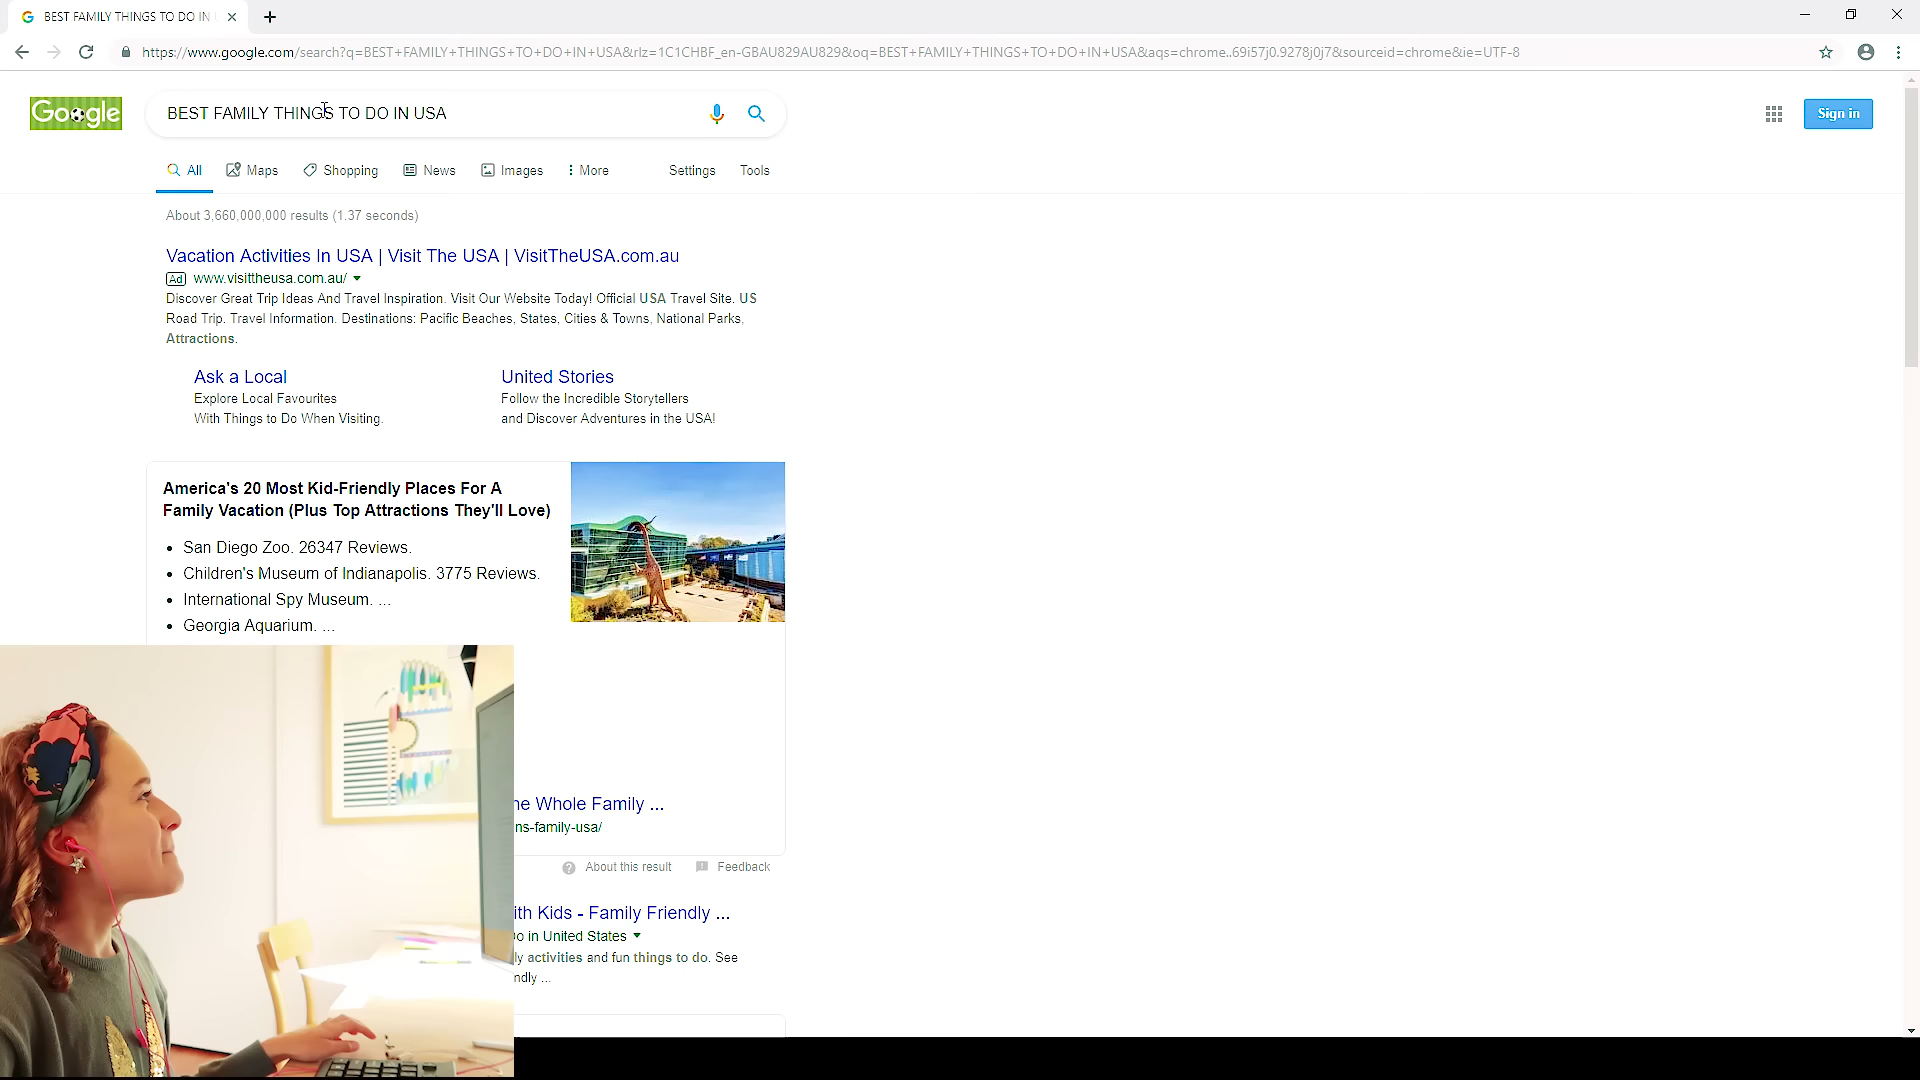 BEST FAMILY THINGS TO DO IN
https://www.google.com/search?q=BEST+FAMILY+THINGS+TO+DO+IN+USA&rlz=1C1CHBF_en-GBAU829AU829&oq=BEST+FAMILY+THINGS+TO+DO+IN+USA&aqs=chrome..69i57j0.9278j0j7&sourceid=chrome&ie=UTF-8
Google BEST FAMILY THINGS TO DO IN USA Sign in
All Maps Shopping News Images More Settings Tools
About 3,660,000,000 results (1.37 seconds)
Vacation Activities In USA | Visit The USA | VisitTheUSA.com.au
Ad www.visittheusa.com.au/
Discover Great Trip Ideas And Travel Inspiration. Visit Our Website Today! Official USA Travel Site. US
Road Trip. Travel Information. Destinations: Pacific Beaches, States, Cities & Towns, National Parks,
Attractions.
Ask a Local
Explore Local Favourites
With Things to Do When Visiting.
United Stories
Follow the Incredible Storytellers
and Discover Adventures in the USA!
America's 20 Most Kid-Friendly Places For A
Family Vacation (Plus Top Attractions They'll Love)
San Diego Zoo. 26347 Reviews.
Children's Museum of Indianapolis. 3775 Reviews.
International Spy Museum. ...
Georgia Aquarium. ...
he Whole Family ...
ns-family-usa/
About this result Feedback
ith Kids - Family Friendly ...
o in United States
ly activities and fun things to do. See
ndly ...